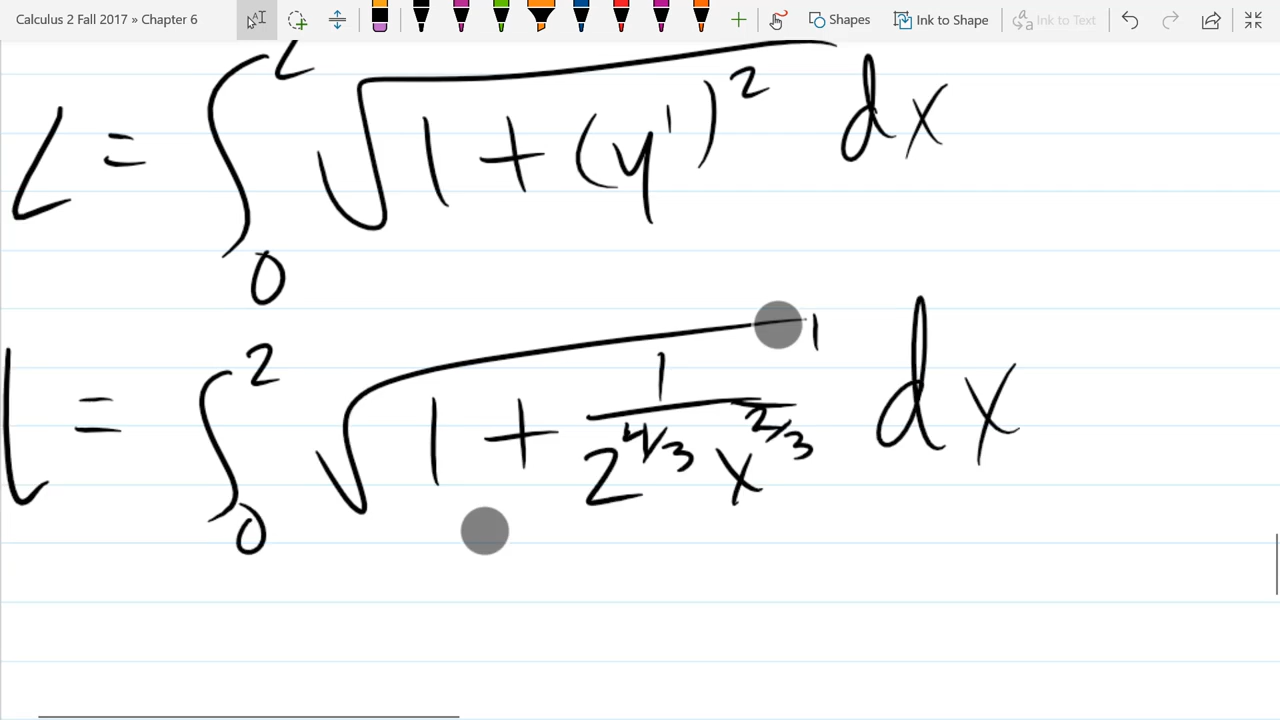 Calculus 2 Fall 2017 » Chapter 6 Shapes Ink to Shape Ink to Text
L = ∫₀² √(1 + (y')²) dx
L = ∫₀² √(1 + 1/(2^(4/3) x^(2/3))) dx